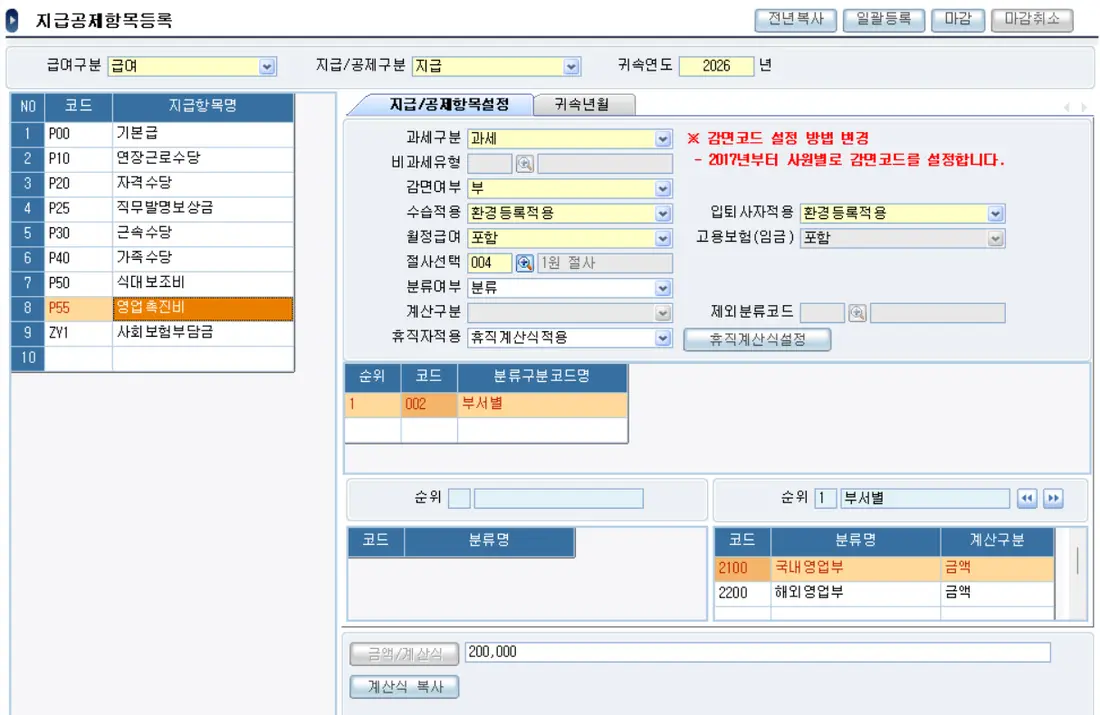 지급공제항목등록
전년복사 일괄등록 마감 마감취소
급여구분 급여 지급/공제구분 지급 귀속연도 2026 년
NO 코드 지급항목명
1 P00 기본급
2 P10 연장근로수당
3 P20 자격수당
4 P25 직무발명보상금
5 P30 근속수당
6 P40 가족수당
7 P50 식대보조비
8 P55 영업촉진비
9 ZY1 사회보험부담금
10
지급/공제항목설정 귀속년월
과세구분 과세
※ 감면코드 설정 방법 변경
비과세유형
- 2017년부터 사원별로 감면코드를 설정합니다.
감면여부 부
수습적용 환경등록적용 입퇴사자적용 환경등록적용
월정급여 포함 고용보험(임금) 포함
절사선택 004 1원 절사
분류여부 분류
계산구분 제외분류코드
휴직자적용 휴직계산식적용 휴직계산식설정
순위 코드 분류구분코드명
1 002 부서별
순위
순위 1 부서별
코드 분류명
코드 분류명 계산구분
2100 국내영업부 금액
2200 해외영업부 금액
금액/계산식 200,000
계산식 복사